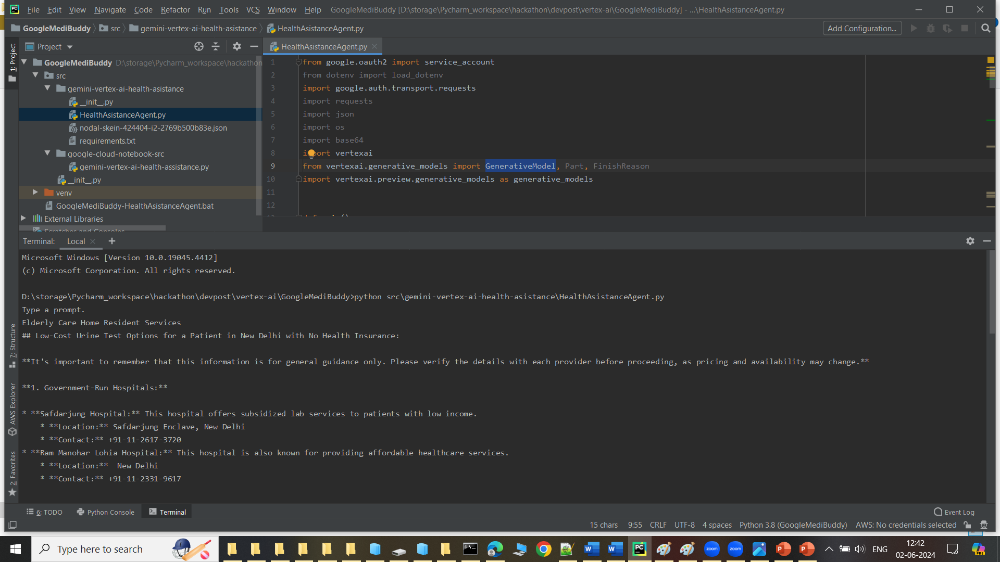 File Edit View Navigate Code Refactor Run Tools VCS Window Help GoogleMediBuddy [D:\storage\Pycharm_workspace\hackathon\devpost\vertex-ai\GoogleMediBuddy] - ...\HealthAsistanceAgent.py
GoogleMediBuddy src gemini-vertex-ai-health-asistance HealthAsistanceAgent.py Add Configuration...
1: Project
Project
GoogleMediBuddy D:\storage\Pycharm_workspace\hackathon
src
gemini-vertex-ai-health-asistance
__init__.py
HealthAsistanceAgent.py
nodal-skein-424404-i2-2769b500b83e.json
requirements.txt
google-cloud-notebook-src
gemini-vertex-ai-health-assistance.py
__init__.py
venv
GoogleMediBuddy-HealthAsistanceAgent.bat
External Libraries
Scratches and Consoles
HealthAsistanceAgent.py
1 from google.oauth2 import service_account
2 from dotenv import load_dotenv
3 import google.auth.transport.requests
4 import requests
5 import json
6 import os
7 import base64
8 import vertexai
9 from vertexai.generative_models import GenerativeModel, Part, FinishReason
10 import vertexai.preview.generative_models as generative_models
11
12
Terminal: Local +
Microsoft Windows [Version 10.0.19045.4412]
(c) Microsoft Corporation. All rights reserved.
D:\storage\Pycharm_workspace\hackathon\devpost\vertex-ai\GoogleMediBuddy>python src\gemini-vertex-ai-health-asistance\HealthAsistanceAgent.py
Type a prompt.
Elderly Care Home Resident Services
## Low-Cost Urine Test Options for a Patient in New Delhi with No Health Insurance:
**It's important to remember that this information is for general guidance only. Please verify the details with each provider before proceeding, as pricing and availability may change.**
**1. Government-Run Hospitals:**
* **Safdarjung Hospital:** This hospital offers subsidized lab services to patients with low income.
* **Location:** Safdarjung Enclave, New Delhi
* **Contact:** +91-11-2617-3720
* **Ram Manohar Lohia Hospital:** This hospital is also known for providing affordable healthcare services.
* **Location:** New Delhi
* **Contact:** +91-11-2331-9617
7: Structure
AWS Explorer
2: Favorites
6: TODO Python Console Terminal Event Log
15 chars 9:55 CRLF UTF-8 4 spaces Python 3.8 (GoogleMediBuddy) AWS: No credentials selected
Type here to search
zoom zoom
ENG
12:42
02-06-2024
PRE